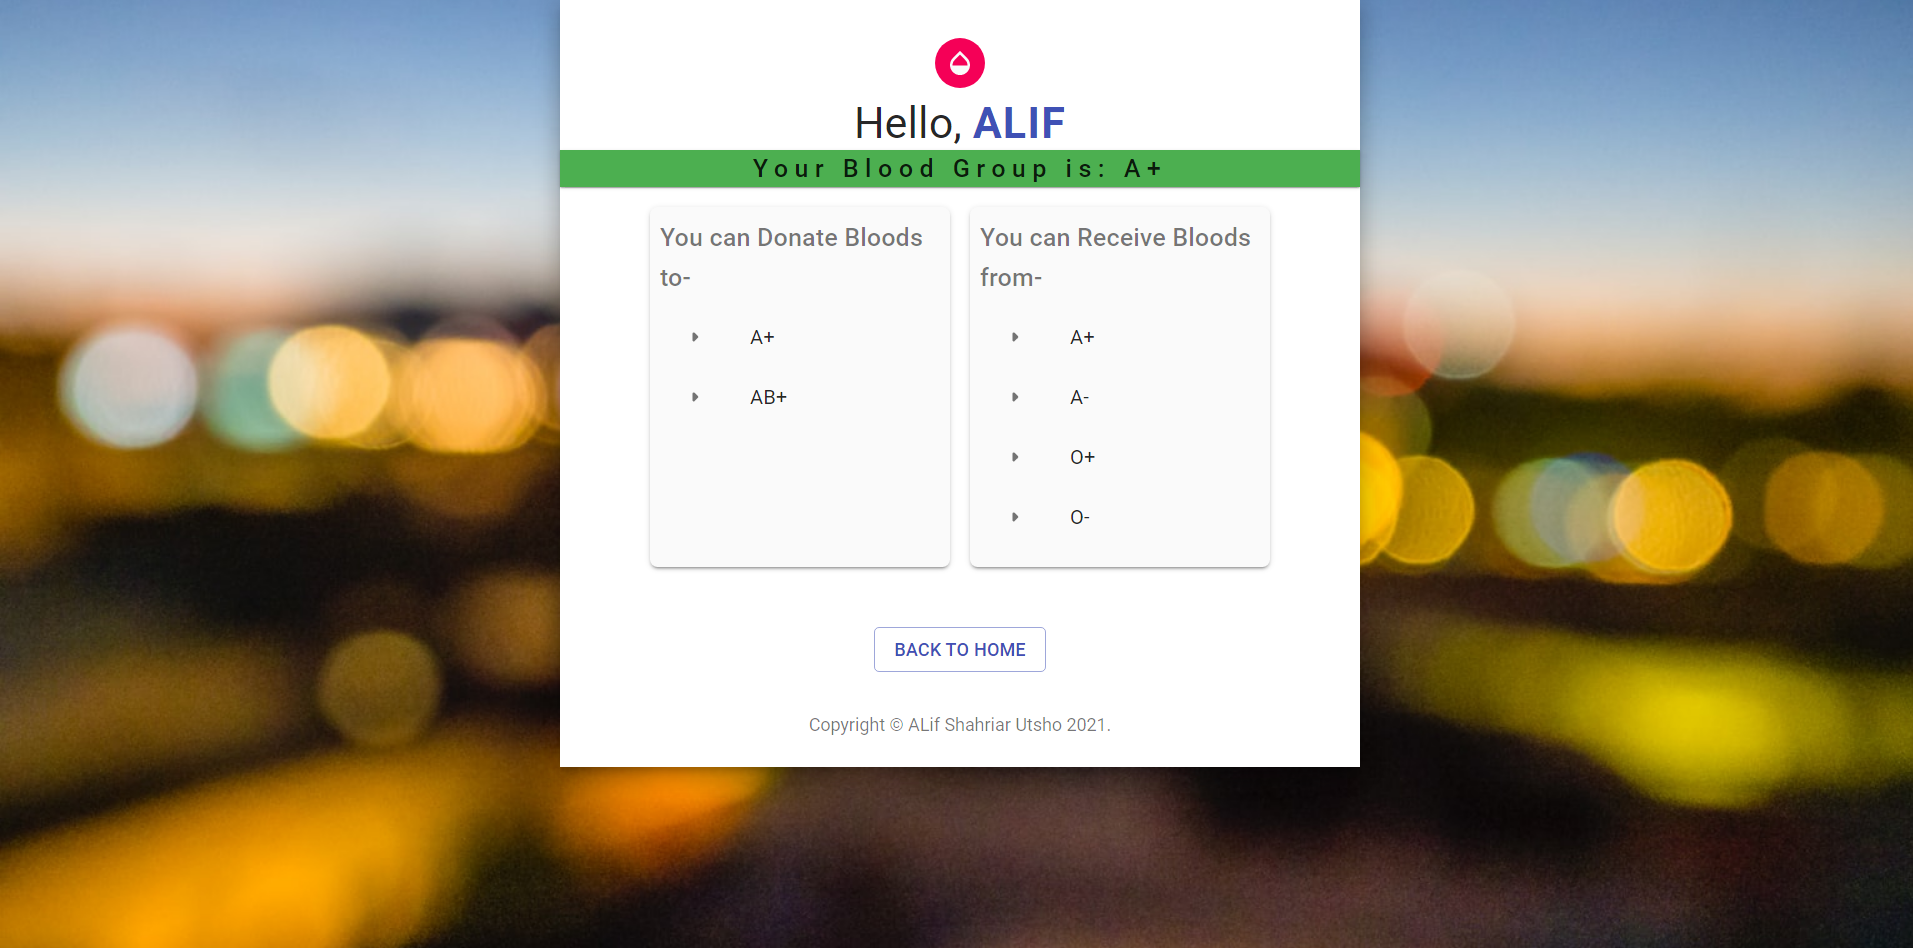 Hello, ALIF
Your Blood Group is: A+
You can Donate Bloods
to-
A+
AB+
You can Receive Bloods
from-
A+
A-
O+
O-
BACK TO HOME
Copyright © ALif Shahriar Utsho 2021.